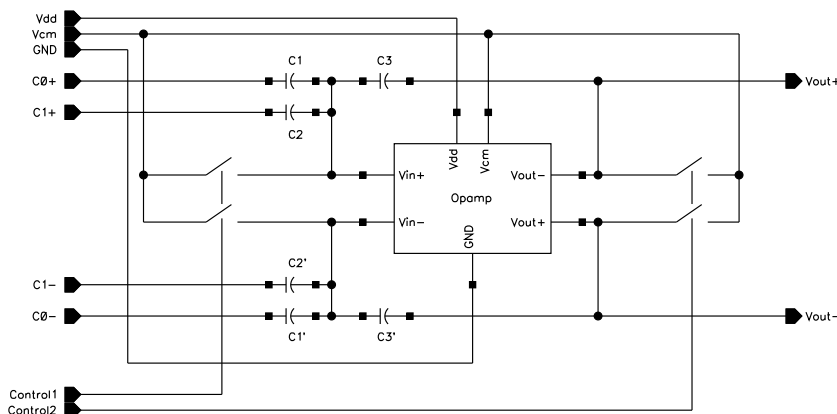 Vdd
Vcm
GND
C0+
C1
C3
Vout+
C1+
C2
Vdd
Vcm
Vin+
Vout-
Opamp
Vin-
Vout+
GND
C1-
C2'
C0-
C1'
C3'
Vout-
Control1
Control2